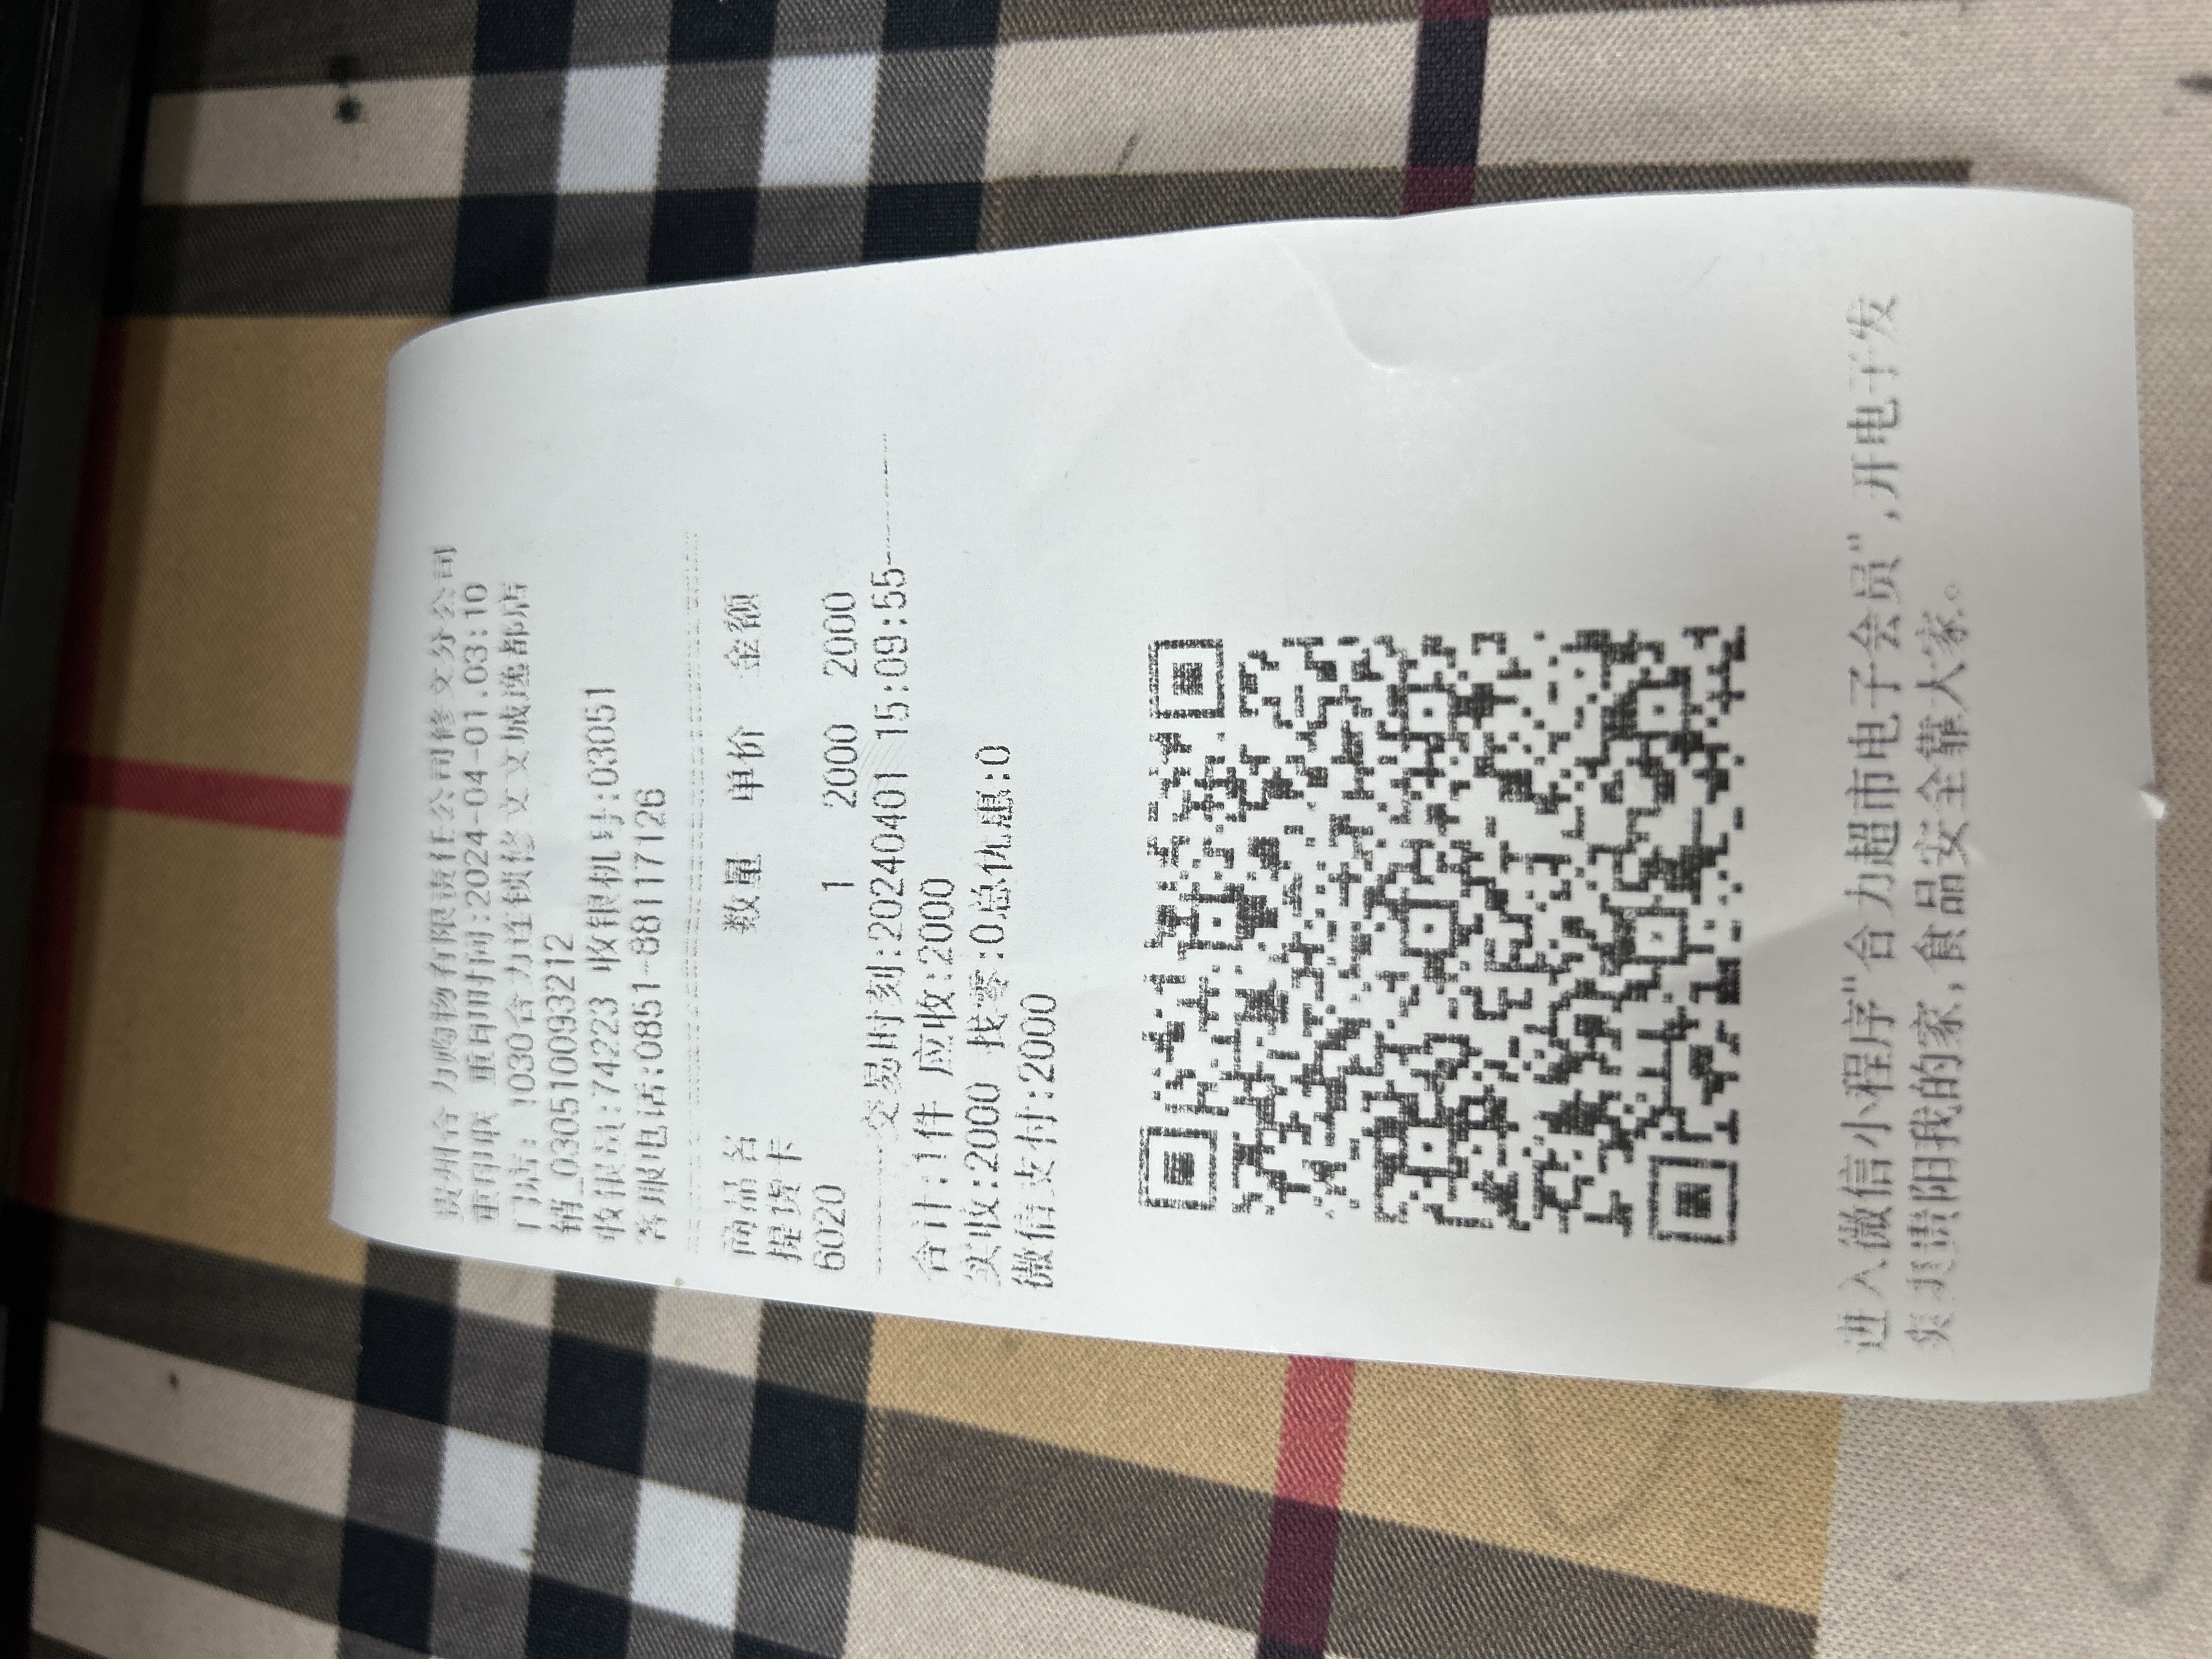 贵州合力购物有限责任公司修文分公司
重印联 重印时间:2024-04-01.03:10
门店: !030合力连锁修文文城逸都店
销_03051009​3212
收银员:74223 收银机号:03051
客服电话:0851-88117126
商品名 数量 单价 金额
提货卡
6020 1 2000 2000
交易时刻:20240401 15:09:55
合计:1件 应收:2000
实收:2000 找零:0总优惠:0
微信支付:2000
进入微信小程序"合力超市电子会员",开电子发
爽爽贵阳我的家,食品安全靠大家。